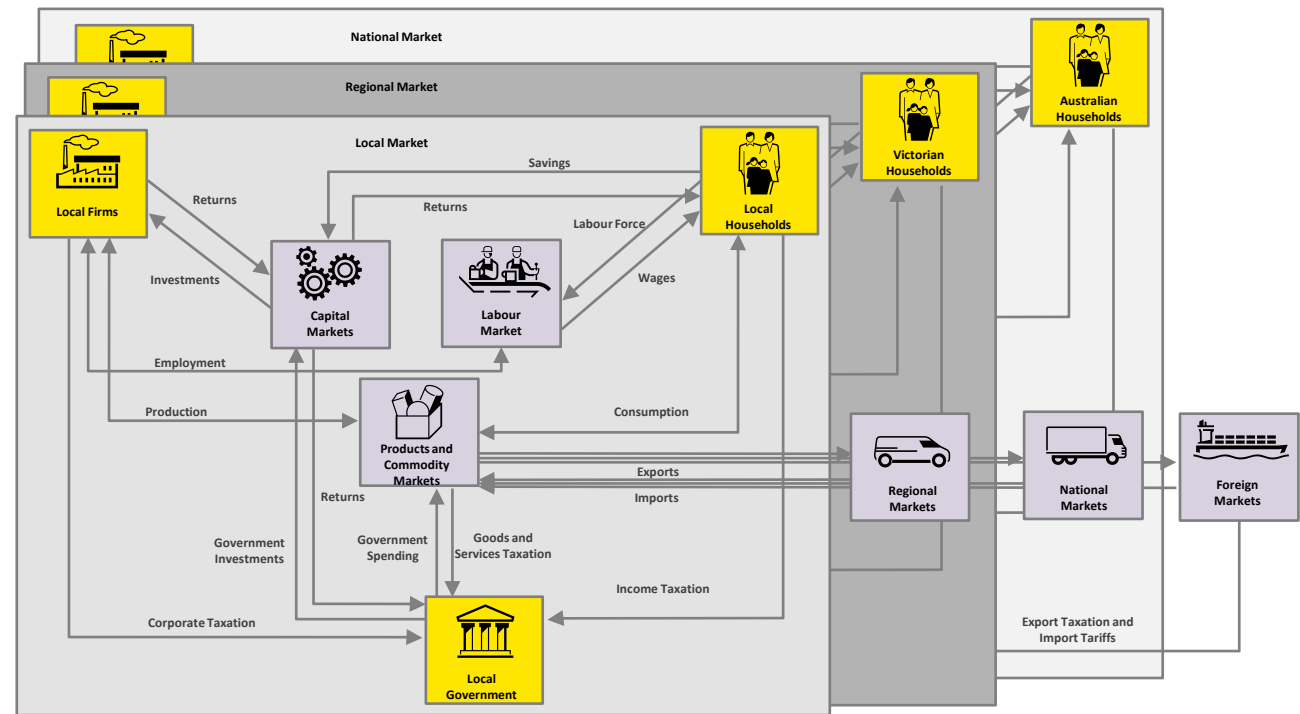 National Market
Australian
Households
Regional Market
Victorian
Households
Local Market
Local Firms
Returns
Savings
Returns
Local
Households
Labour Force
Investments
Wages
Capital
Markets
Labour
Market
Employment
Production
Consumption
Products and
Commodity
Markets
Exports
Imports
Regional
Markets
National
Markets
Foreign
Markets
Returns
Government
Investments
Government
Spending
Goods and
Services Taxation
Income Taxation
Corporate Taxation
Export Taxation and
Import Tariffs
Local
Government